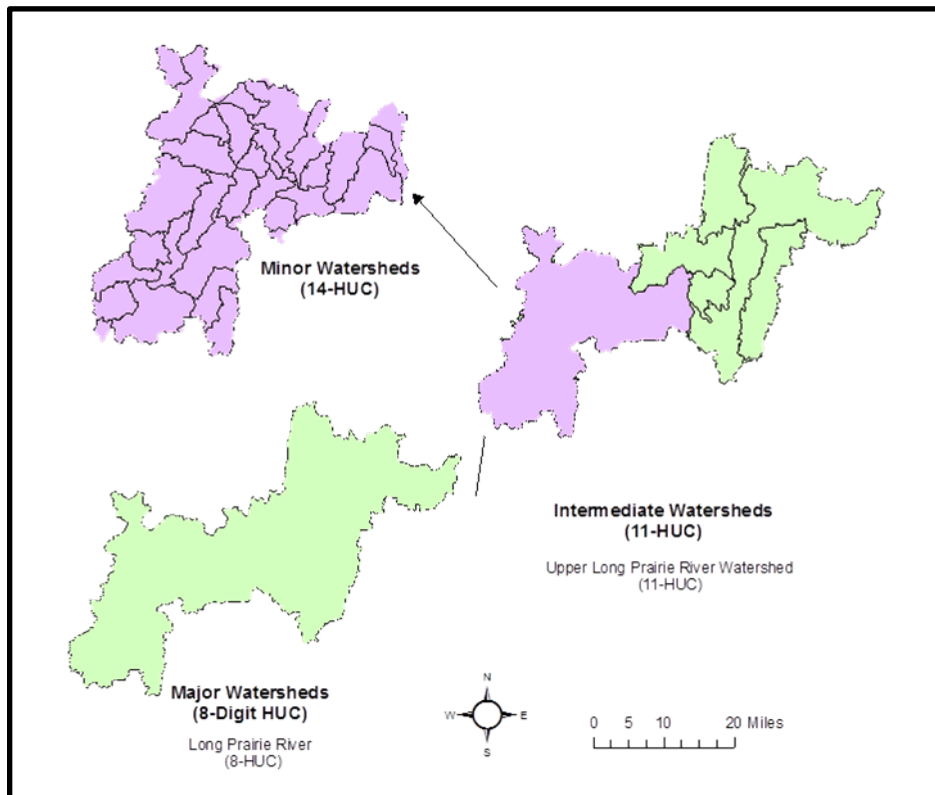 Minor Watersheds
(14-HUC)
Intermediate Watersheds
(11-HUC)
Upper Long Prairie River Watershed
(11-HUC)
Major Watersheds
(8-Digit HUC)
Long Prairie River
(8-HUC)
N
W E
S
0 5 10 20 Miles